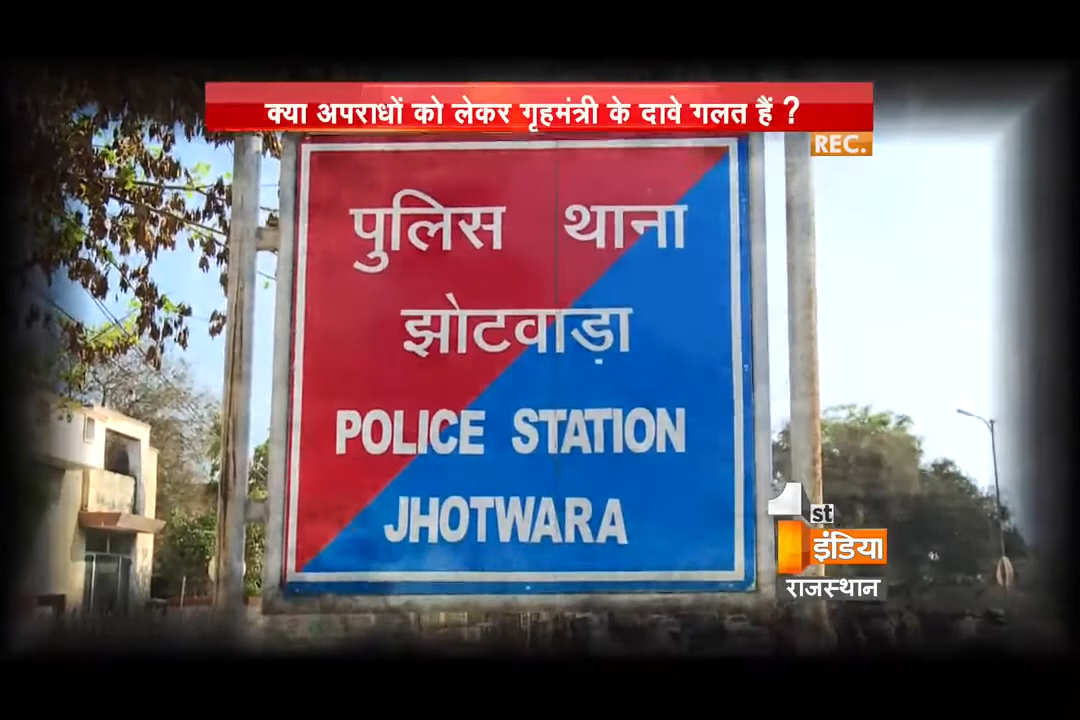 क्या अपराधों को लेकर गृहमंत्री के दावे गलत हैं ?
REC.
पुलिस थाना
झोटवाड़ा
POLICE STATION
JHOTWARA
1st
इंडिया
राजस्थान